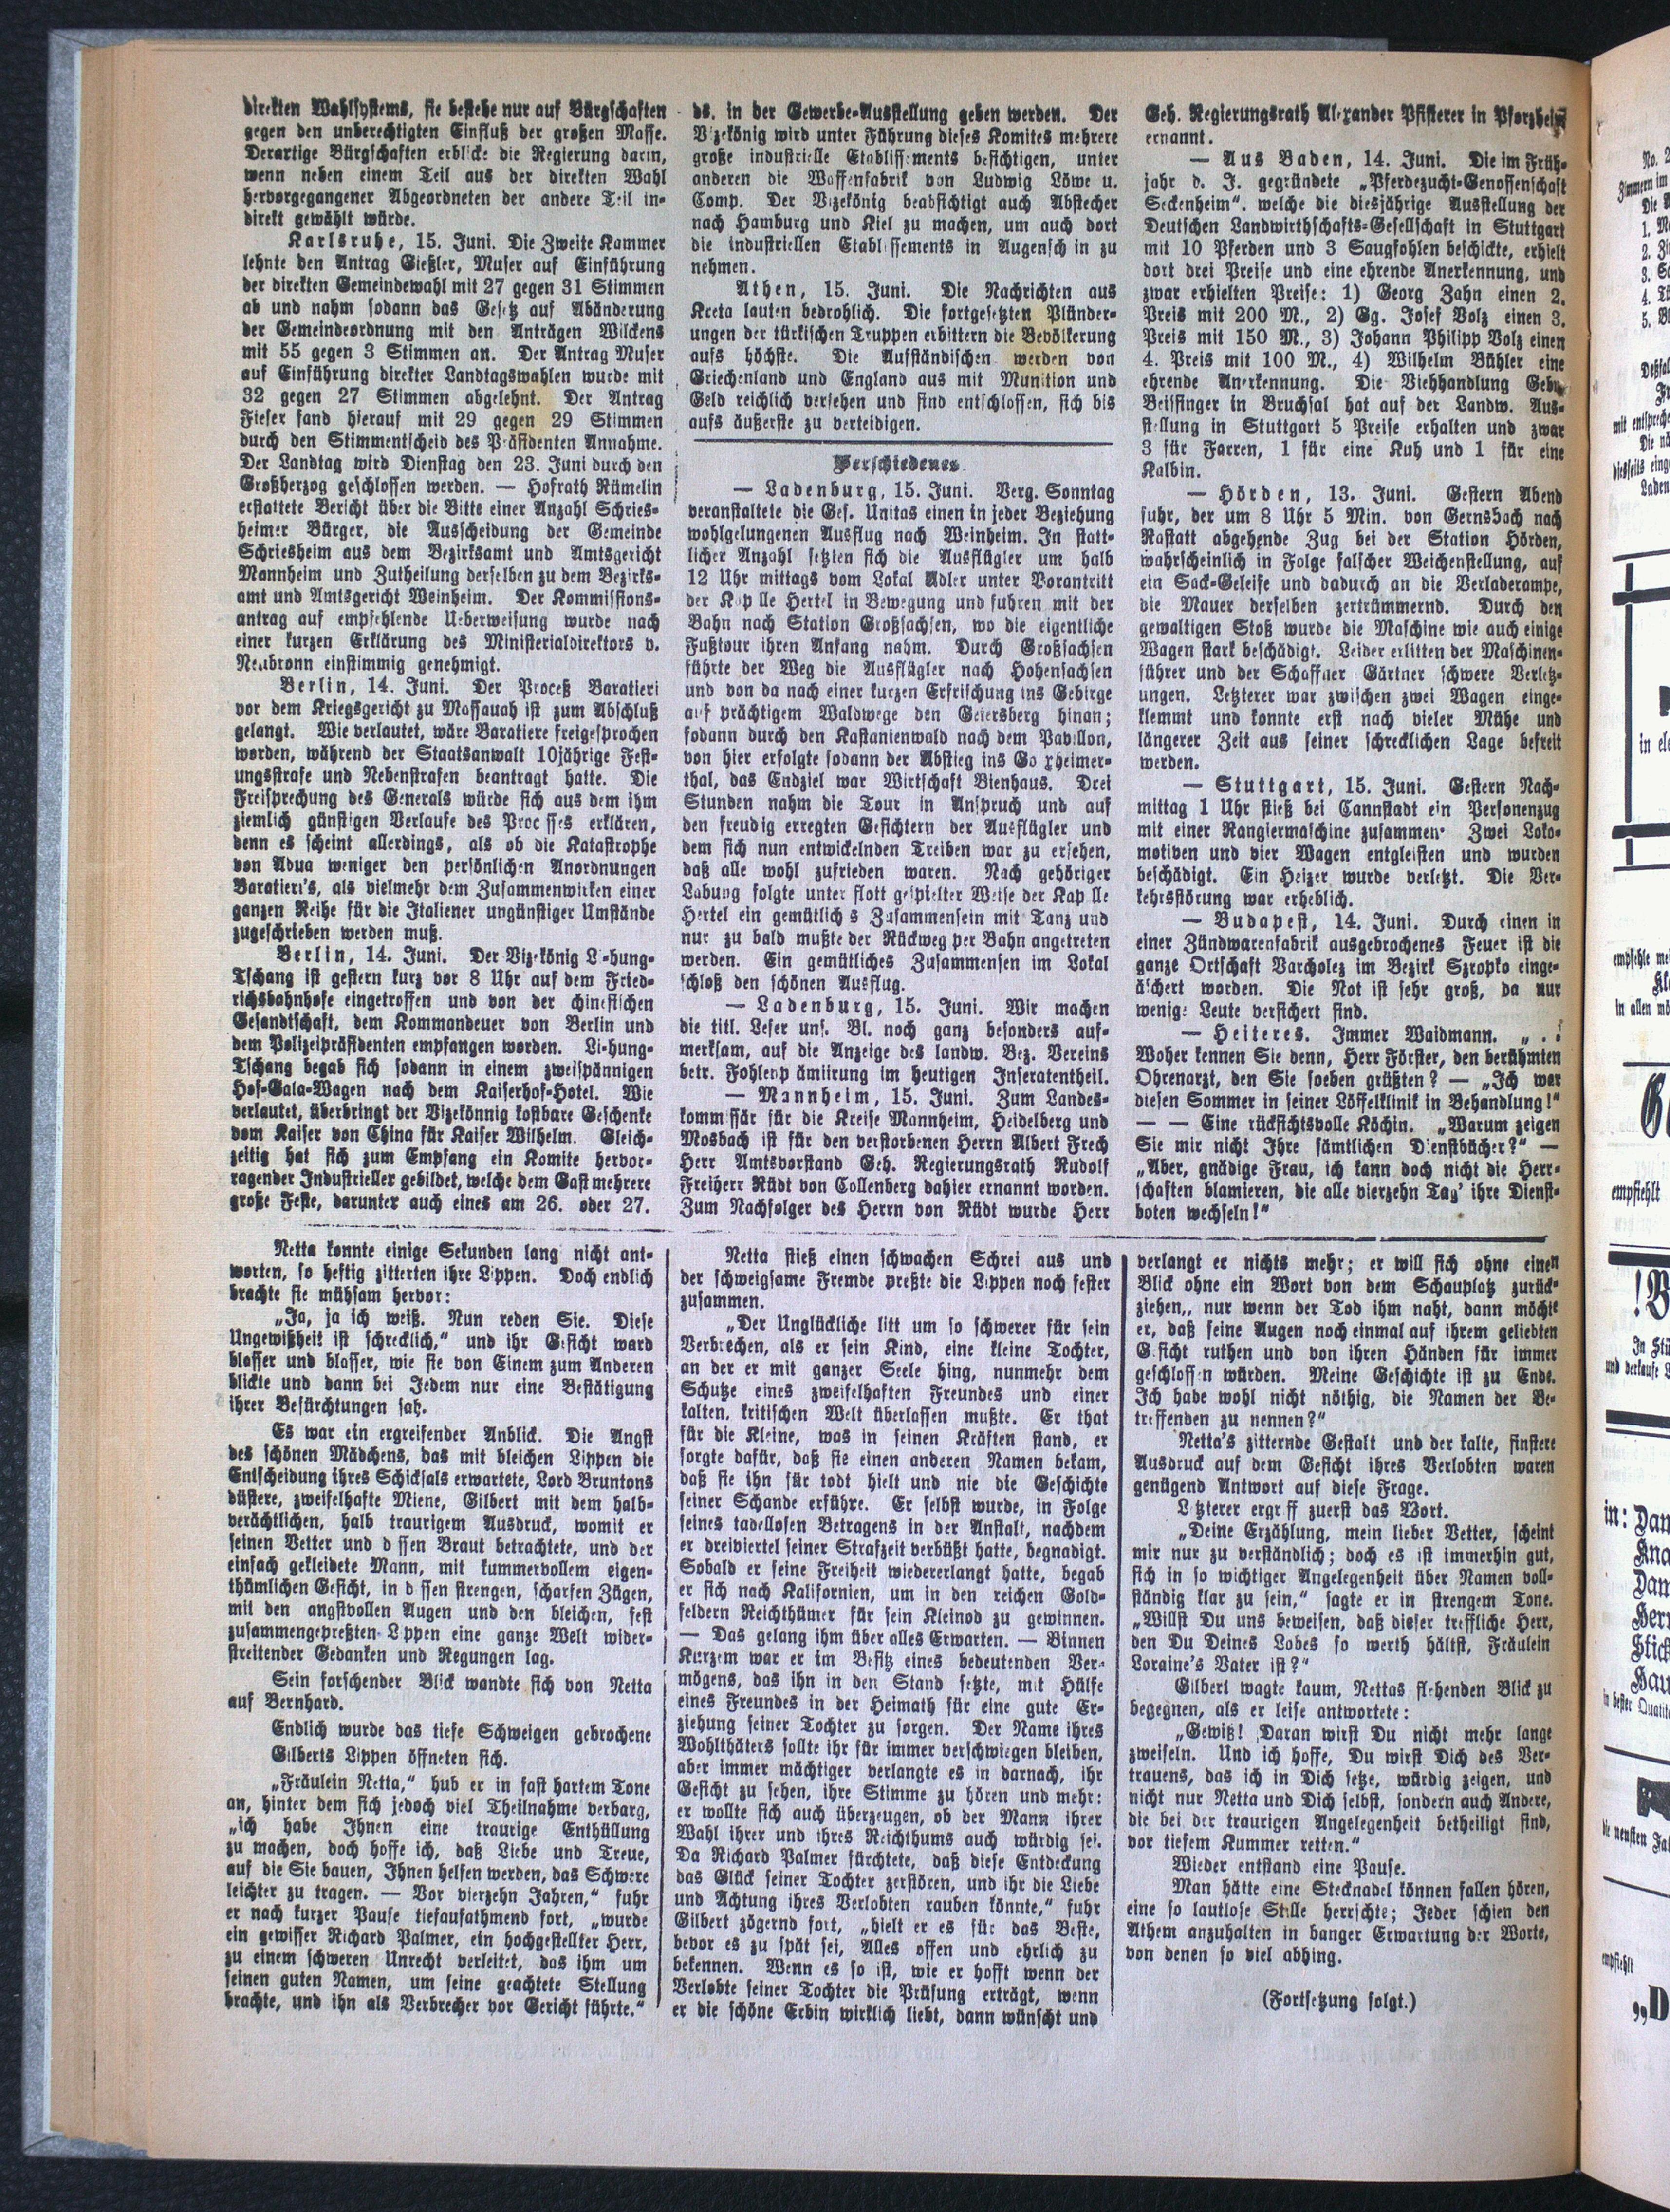 direkten Wahlsystems, sie bestehe nur auf Bürgschaften
gegen den unberechtigten Einfluß der großen Masse.
Derartige Bürgschaften erblicke die Regierung darin,
wenn neben einem Teil aus der direkten Wahl
hervorgegangener Abgeordneten der andere Teil in-
direkt gewählt würde.
Karlsruhe, 15. Juni. Die Zweite Kammer
lehnte den Antrag Gießler, Muser auf Einführung
der direkten Gemeindewahl mit 27 gegen 31 Stimmen
ab und nahm sodann das Gesetz auf Abänderung
der Gemeindeordnung mit den Anträgen Wilckens
mit 55 gegen 3 Stimmen an. Der Antrag Muser
auf Einführung direkter Landtagswahlen wurde mit
32 gegen 27 Stimmen abgelehnt. Der Antrag
Fieser fand hierauf mit 29 gegen 29 Stimmen
durch den Stimmentscheid des Präsidenten Annahme.
Der Landtag wird Dienstag den 23. Juni durch den
Großherzog geschlossen werden. — Hofrath Rümelin
erstattete Bericht über die Bitte einer Anzahl Schries-
heimer Bürger, die Ausscheidung der Gemeinde
Schriesheim aus dem Bezirksamt und Amtsgericht
Mannheim und Zutheilung derselben zu dem Bezirks-
amt und Amtsgericht Weinheim. Der Kommissions-
antrag auf empfehlende Ueberweisung wurde nach
einer kurzen Erklärung des Ministerialdirektors v.
Neubronn einstimmig genehmigt.
Berlin, 14. Juni. Der Proceß Baratieri
vor dem Kriegsgericht zu Massauah ist zum Abschluß
gelangt. Wie verlautet, wäre Baratiere freigesprochen
worden, während der Staatsanwalt 10jährige Fest-
ungsstrafe und Nebenstrafen beantragt hatte. Die
Freisprechung des Generals würde sich aus dem ihm
ziemlich günstigen Verlaufe des Proc sses erklären,
denn es scheint allerdings, als ob die Katastrophe
von Adua weniger den persönlichen Anordnungen
Baratieri's, als vielmehr dem Zusammenwirken einer
ganzen Reihe für die Italiener ungünstiger Umstände
zugeschrieben werden muß.
Berlin, 14. Juni. Der Vizekönig Li-hung-
Tschang ist gestern kurz vor 8 Uhr auf dem Fried-
richsbahnhofe eingetroffen und von der chinesischen
Gesandtschaft, dem Kommandeuer von Berlin und
dem Polizeipräsidenten empfangen worden. Li-hung-
Tschang begab sich sodann in einem zweispännigen
Hof-Gala-Wagen nach dem Kaiserhof-Hotel. Wie
verlautet, überbringt der Vizekönnig kostbare Geschenke
vom Kaiser von China für Kaiser Wilhelm. Gleich-
zeitig hat sich zum Empfang ein Komite hervor-
ragender Industrieller gebildet, welche dem Gast mehrere
große Feste, darunter auch eines am 26. oder 27.
ds. in der Gewerbe-Ausstellung geben werden. Der
Vizekönig wird unter Führung dieses Komites mehrere
große industrielle Etablissements besichtigen, unter
anderen die Waffenfabrik von Ludwig Löwe u.
Comp. Der Vizekönig beabsichtigt auch Abstecher
nach Hamburg und Kiel zu machen, um auch dort
die industriellen Etablissements in Augensch in zu
nehmen.
Athen, 15. Juni. Die Nachrichten aus
Kreta lauten bedrohlich. Die fortgesetzten Plünder-
ungen der türkischen Truppen erbittern die Bevölkerung
aufs höchste. Die Aufständischen werden von
Griechenland und England aus mit Munition und
Geld reichlich versehen und sind entschlossen, sich bis
aufs äußerste zu verteidigen.
Verschiedenes
— Ladenburg, 15. Juni. Verg. Sonntag
veranstaltete die Ges. Unitas einen in jeder Beziehung
wohlgelungenen Ausflug nach Weinheim. In statt-
licher Anzahl setzten sich die Ausflügler um halb
12 Uhr mittags vom Lokal Adler unter Vorantritt
der Kap lle Hertel in Bewegung und fuhren mit der
Bahn nach Station Großsachsen, wo die eigentliche
Fußtour ihren Anfang nahm. Durch Großsachsen
führte der Weg die Ausflügler nach Hohensachsen
und von da nach einer kurzen Erfrischung ins Gebirge
auf prächtigem Waldwege den Geiersberg hinan;
sodann durch den Kastanienwald nach dem Pavillon,
von hier erfolgte sodann der Abstieg ins Go xheimer-
thal, das Endziel war Wirtschaft Bienhaus. Drei
Stunden nahm die Tour in Anspruch und auf
den freudig erregten Gesichtern der Ausflügler und
dem sich nun entwickelnden Treiben war zu ersehen,
daß alle wohl zufrieden waren. Nach gehöriger
Labung folgte unter flott gespielter Weise der Kap lle
Hertel ein gemütlich s Zusammensein mit Tanz und
nur zu bald mußte der Rückweg per Bahn angetreten
werden. Ein gemütliches Zusammensen im Lokal
schloß den schönen Ausflug.
— Ladenburg, 15. Juni. Wir machen
die titl. Leser uns. Bl. noch ganz besonders auf-
merksam, auf die Anzeige des landw. Bez. Vereins
betr. Fohlenp ämiirung im heutigen Inseratentheil.
— Mannheim, 15. Juni. Zum Landes-
kommissär für die Kreise Mannheim, Heidelberg und
Mosbach ist für den verstorbenen Herrn Albert Frech
Herr Amtsvorstand Geh. Regierungsrath Rudolf
Freiherr Rüdt von Collenberg dahier ernannt worden.
Zum Nachfolger des Herrn von Rüdt wurde Herr
Geh. Regierungsrath Alexander Pfisterer in Pforzheim
ernannt.
— Aus Baden, 14. Juni. Die im Früh-
jahr d. J. gegründete „Pferdezucht-Genossenschaft
Seckenheim“. welche die diesjährige Ausstellung der
Deutschen Landwirthschafts-Gesellschaft in Stuttgart
mit 10 Pferden und 3 Saugfohlen beschickte, erhielt
dort drei Preise und eine ehrende Anerkennung, und
zwar erhielten Preise: 1) Georg Zahn einen 2.
Preis mit 200 M., 2) Gg. Josef Volz einen 3.
Preis mit 150 M., 3) Johann Philipp Volz einen
4. Preis mit 100 M., 4) Wilhelm Bühler eine
ehrende Anerkennung. Die Viehhandlung Gebr.
Beissinger in Bruchsal hat auf der Landw. Aus-
stellung in Stuttgart 5 Preise erhalten und zwar
3 für Farren, 1 für eine Kuh und 1 für eine
Kalbin.
— Hörden, 13. Juni. Gestern Abend
fuhr, der um 8 Uhr 5 Min. von Gernsbach nach
Rastatt abgehende Zug bei der Station Hörden,
wahrscheinlich in Folge falscher Weichenstellung, auf
ein Sack-Geleise und dadurch an die Verladerampe,
die Mauer derselben zertrümmernd. Durch den
gewaltigen Stoß wurde die Maschine wie auch einige
Wagen stark beschädigt. Leider erlitten der Maschinen-
führer und der Schaffner Gärtner schwere Verletz-
ungen. Letzterer war zwischen zwei Wagen einge-
klemmt und konnte erst nach vieler Mühe und
längerer Zeit aus seiner schrecklichen Lage befreit
werden.
— Stuttgart, 15. Juni. Gestern Nach-
mittag 1 Uhr stieß bei Cannstadt ein Personenzug
mit einer Rangiermaschine zusammen· Zwei Loko-
motiven und vier Wagen entgleisten und wurden
beschädigt. Ein Heizer wurde verletzt. Die Ver-
kehrsstörung war erheblich.
— Budapest, 14. Juni. Durch einen in
einer Zündwarenfabrik ausgebrochenes Feuer ist die
ganze Ortschaft Varcholez im Bezirk Szropko einge-
äschert worden. Die Not ist sehr groß, da nur
wenige Leute versichert sind.
— Heiteres. Immer Waidmann. „ . .
Woher kennen Sie denn, Herr Förster, den berühmten
Ohrenarzt, den Sie soeben grüßten? — „Ich war
diesen Sommer in seiner Löffelklinik in Behandlung!“
— — Eine rücksichtsvolle Köchin. „Warum zeigen
Sie mir nicht Ihre sämtlichen Dienstbücher?“ —
„Aber, gnädige Frau, ich kann doch nicht die Herr-
schaften blamieren, die alle vierzehn Tag' ihre Dienst-
boten wechseln!“
Netta konnte einige Sekunden lang nicht ant-
worten, so heftig zitterten ihre Lippen. Doch endlich
brachte sie mühsam hervor:
„Ja, ja ich weiß. Nun reden Sie. Diese
Ungewißheit ist schrecklich,“ und ihr Gesicht ward
blasser und blasser, wie sie von Einem zum Anderen
blickte und dann bei Jedem nur eine Bestätigung
ihrer Befürchtungen sah.
Es war ein ergreifender Anblick. Die Angst
des schönen Mädchens, das mit bleichen Lippen die
Entscheidung ihres Schicksals erwartete, Lord Bruntons
düstere, zweifelhafte Miene, Gilbert mit dem halb-
verächtlichen, halb traurigem Ausdruck, womit er
seinen Vetter und d ssen Braut betrachtete, und der
einfach gekleidete Mann, mit kummervollem eigen-
thümlichen Gesicht, in d ssen strengen, scharfen Zügen,
mit den angstvollen Augen und den bleichen, fest
zusammengepreßten L ppen eine ganze Welt wider-
streitender Gedanken und Regungen lag.
Sein forschender Blick wandte sich von Netta
auf Bernhard.
Endlich wurde das tiefe Schweigen gebrochene
Gilberts Lippen öffneten sich.
„Fräulein Netta,“ hub er in fast hartem Tone
an, hinter dem sich jedoch viel Theilnahme verbarg,
„ich habe Ihnen eine traurige Enthüllung
zu machen, doch hoffe ich, daß Liebe und Treue,
auf die Sie bauen, Ihnen helfen werden, das Schwere
leichter zu tragen. — Vor vierzehn Jahren,“ fuhr
er nach kurzer Pause tiefaufathmend fort, „wurde
ein gewisser Richard Palmer, ein hochgestellter Herr,
zu einem schweren Unrecht verleitet, das ihm um
seinen guten Namen, um seine geachtete Stellung
brachte, und ihn als Verbrecher vor Gericht führte.“
Netta stieß einen schwachen Schrei aus und
der schweigsame Fremde preßte die Lippen noch fester
zusammen.
„Der Unglückliche litt um so schwerer für sein
Verbrechen, als er sein Kind, eine kleine Tochter,
an der er mit ganzer Seele hing, nunmehr dem
Schutze eines zweifelhaften Freundes und einer
kalten, kritischen Welt überlassen mußte. Er that
für die Kleine, was in seinen Kräften stand, er
sorgte dafür, daß sie einen anderen Namen bekam,
daß sie ihn für todt hielt und nie die Geschichte
seiner Schande erführe. Er selbst wurde, in Folge
seines tadellosen Betragens in der Anstalt, nachdem
er dreiviertel seiner Strafzeit verbüßt hatte, begnadigt.
Sobald er seine Freiheit wiedererlangt hatte, begab
er sich nach Kalifornien, um in den reichen Gold-
feldern Reichthümer für sein Kleinod zu gewinnen.
— Das gelang ihm über alles Erwarten. — Binnen
Kurzem war er im Besitz eines bedeutenden Ver-
mögens, das ihn in den Stand setzte, mit Hülfe
eines Freundes in der Heimath für eine gute Er-
ziehung seiner Tochter zu sorgen. Der Name ihres
Wohlthäters sollte ihr für immer verschwiegen bleiben,
aber immer mächtiger verlangte es in darnach, ihr
Gesicht zu sehen, ihre Stimme zu hören und mehr:
er wollte sich auch überzeugen, ob der Mann ihrer
Wahl ihrer und ihres Reichthums auch würdig sei.
Da Richard Palmer fürchtete, daß diese Entdeckung
das Glück seiner Tochter zerstören, und ihr die Liebe
und Achtung ihres Verlobten rauben könnte,“ fuhr
Gilbert zögernd fort, „hielt er es für das Beste,
bevor es zu spät sei, Alles offen und ehrlich zu
bekennen. Wenn es so ist, wie er hofft wenn der
Verlobte seiner Tochter die Prüfung erträgt, wenn
er die schöne Erbin wirklich liebt, dann wünscht und
verlangt er nichts mehr; er will sich ohne einen
Blick ohne ein Wort von dem Schauplatz zurück-
ziehen,, nur wenn der Tod ihm naht, dann möchte
er, daß seine Augen noch einmal auf ihrem geliebten
Gesicht ruthen und von ihren Händen für immer
geschlossen würden. Meine Geschichte ist zu Ende.
Ich habe wohl nicht nöthig, die Namen der Be-
treffenden zu nennen?“
Netta's zitternde Gestalt und der kalte, finstere
Ausdruck auf dem Gesicht ihres Verlobten waren
genügend Antwort auf diese Frage.
L tzterer ergr ff zuerst das Wort.
„Deine Erzählung, mein lieber Vetter, scheint
mir nur zu verständlich; doch es ist immerhin gut,
sich in so wichtiger Angelegenheit über Namen voll-
ständig klar zu sein,“ sagte er in strengem Tone.
„Willst Du uns beweisen, daß dieser treffliche Herr,
den Du Deines Lobes so werth hältst, Fräulein
Loraine's Vater ist?“
Gilbert wagte kaum, Nettas flehenden Blick zu
begegnen, als er leise antwortete:
„Gewiß! Daran wirst Du nicht mehr lange
zweifeln. Und ich hoffe, Du wirst Dich des Ver-
trauens, das ich in Dich setze, würdig zeigen, und
nicht nur Netta und Dich selbst, sondern auch Andere,
die bei der traurigen Angelegenheit betheiligt sind,
vor tiefem Kummer retten.“
Wieder entstand eine Pause.
Man hätte eine Stecknadel können fallen hören,
eine so lautlose Stille herrschte; Jeder schien den
Athem anzuhalten in banger Erwartung der Worte,
von denen so viel abhing.
(Fortsetzung folgt.)